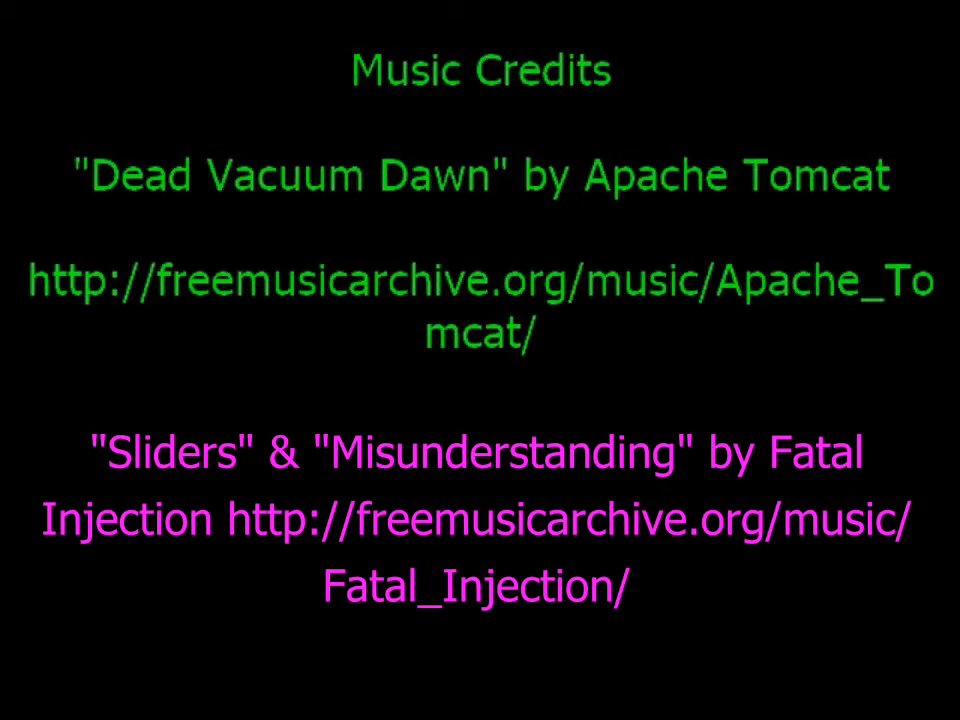 Music Credits
"Dead Vacuum Dawn" by Apache Tomcat
http://freemusicarchive.org/music/Apache_To
mcat/
"Sliders" & "Misunderstanding" by Fatal
Injection http://freemusicarchive.org/music/
Fatal_Injection/